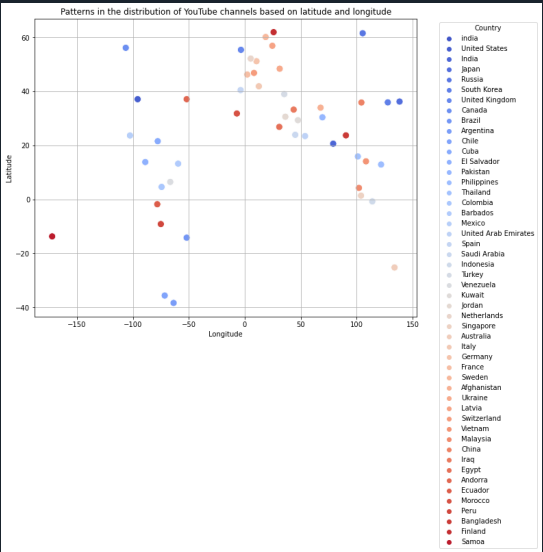 Patterns in the distribution of YouTube channels based on latitude and longitude
60
40
20
0
−20
−40
Latitude
−150
−100
−50
0
50
100
150
Longitude
Country
india
United States
India
Japan
Russia
South Korea
United Kingdom
Canada
Brazil
Argentina
Chile
Cuba
El Salvador
Pakistan
Philippines
Thailand
Colombia
Barbados
Mexico
United Arab Emirates
Spain
Saudi Arabia
Indonesia
Turkey
Venezuela
Kuwait
Jordan
Netherlands
Singapore
Australia
Italy
Germany
France
Sweden
Afghanistan
Ukraine
Latvia
Switzerland
Vietnam
Malaysia
China
Iraq
Egypt
Andorra
Ecuador
Morocco
Peru
Bangladesh
Finland
Samoa